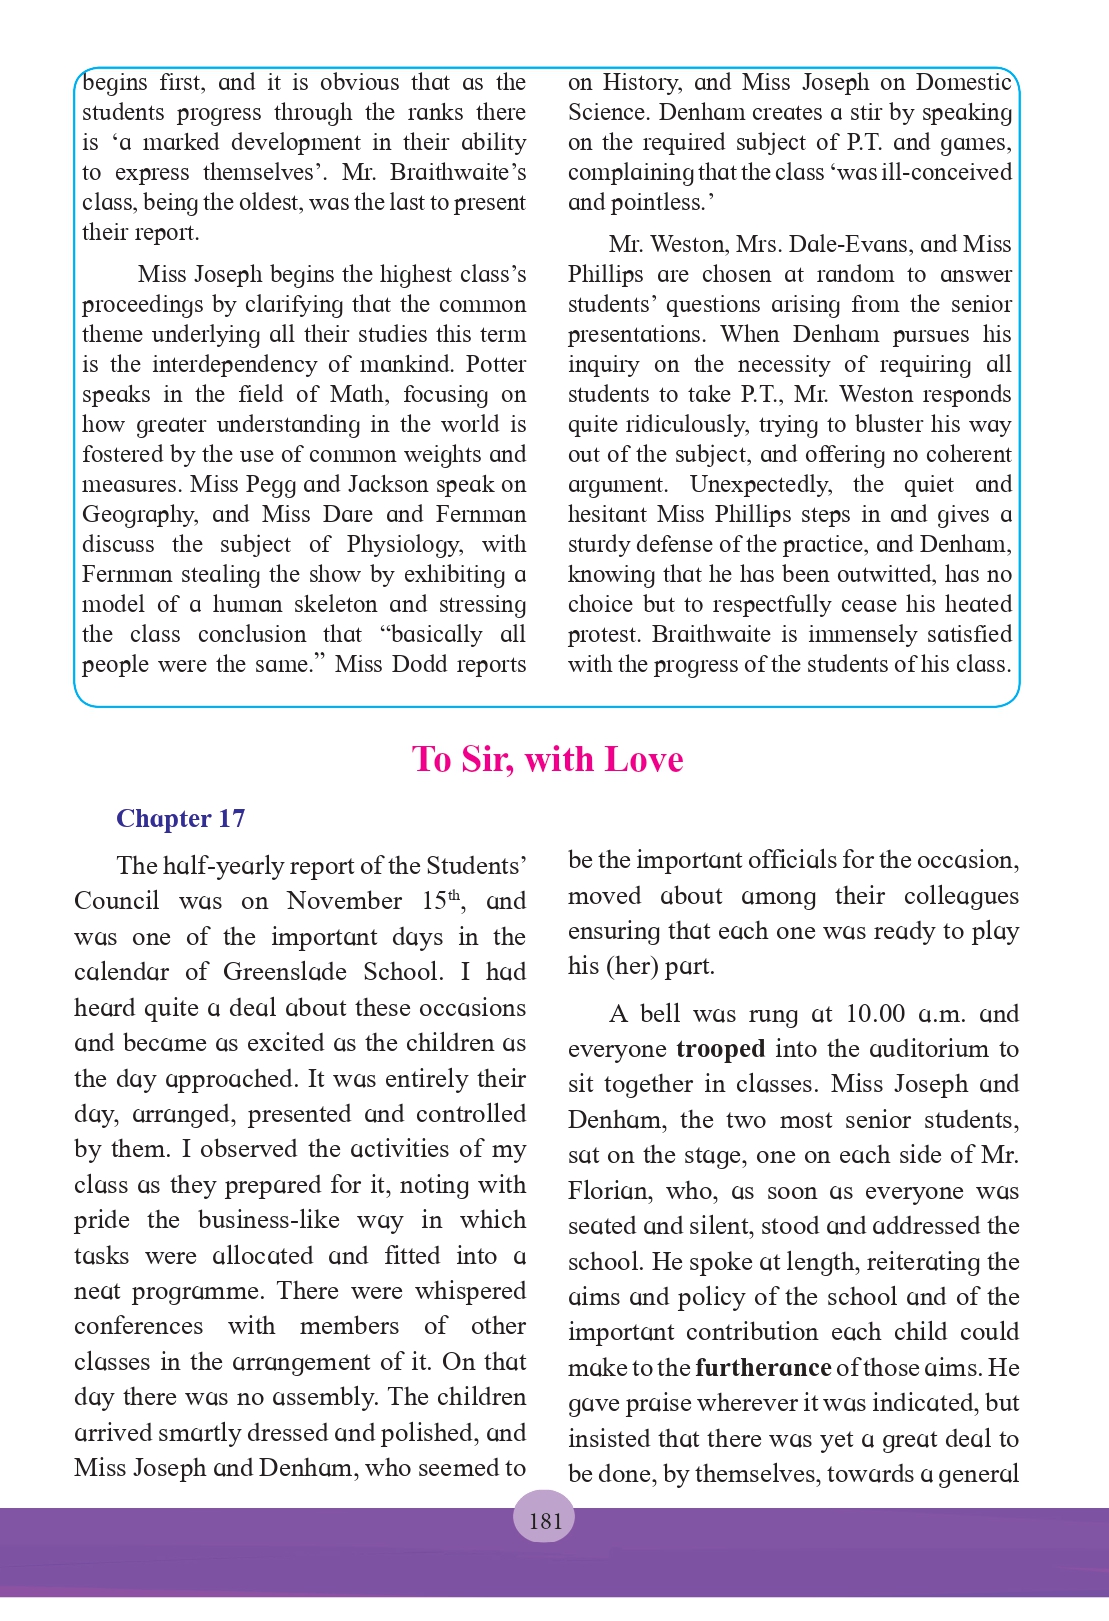 begins first, and it is obvious that as the
students progress through the ranks there
is ‘a marked development in their ability
to express themselves’. Mr. Braithwaite’s
class, being the oldest, was the last to present
their report.
Miss Joseph begins the highest class’s
proceedings by clarifying that the common
theme underlying all their studies this term
is the interdependency of mankind. Potter
speaks in the field of Math, focusing on
how greater understanding in the world is
fostered by the use of common weights and
measures. Miss Pegg and Jackson speak on
Geography, and Miss Dare and Fernman
discuss the subject of Physiology, with
Fernman stealing the show by exhibiting a
model of a human skeleton and stressing
the class conclusion that “basically all
people were the same.” Miss Dodd reports
on History, and Miss Joseph on Domestic
Science. Denham creates a stir by speaking
on the required subject of P.T. and games,
complaining that the class ‘was ill-conceived
and pointless.’
Mr. Weston, Mrs. Dale-Evans, and Miss
Phillips are chosen at random to answer
students’ questions arising from the senior
presentations. When Denham pursues his
inquiry on the necessity of requiring all
students to take P.T., Mr. Weston responds
quite ridiculously, trying to bluster his way
out of the subject, and offering no coherent
argument. Unexpectedly, the quiet and
hesitant Miss Phillips steps in and gives a
sturdy defense of the practice, and Denham,
knowing that he has been outwitted, has no
choice but to respectfully cease his heated
protest. Braithwaite is immensely satisfied
with the progress of the students of his class.
To Sir, with Love
Chapter 17
The half-yearly report of the Students’
Council was on November 15th, and
was one of the important days in the
calendar of Greenslade School. I had
heard quite a deal about these occasions
and became as excited as the children as
the day approached. It was entirely their
day, arranged, presented and controlled
by them. I observed the activities of my
class as they prepared for it, noting with
pride the business-like way in which
tasks were allocated and fitted into a
neat programme. There were whispered
conferences with members of other
classes in the arrangement of it. On that
day there was no assembly. The children
arrived smartly dressed and polished, and
Miss Joseph and Denham, who seemed to
be the important officials for the occasion,
moved about among their colleagues
ensuring that each one was ready to play
his (her) part.
A bell was rung at 10.00 a.m. and
everyone trooped into the auditorium to
sit together in classes. Miss Joseph and
Denham, the two most senior students,
sat on the stage, one on each side of Mr.
Florian, who, as soon as everyone was
seated and silent, stood and addressed the
school. He spoke at length, reiterating the
aims and policy of the school and of the
important contribution each child could
make to the furtherance of those aims. He
gave praise wherever it was indicated, but
insisted that there was yet a great deal to
be done, by themselves, towards a general
181